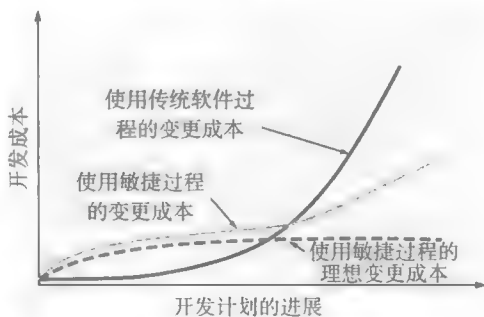 使用传统软件过
程的变更成本
开发成本
使用敏捷过程
的变更成本
使用敏捷过程的
理想变更成本
开发计划的进展